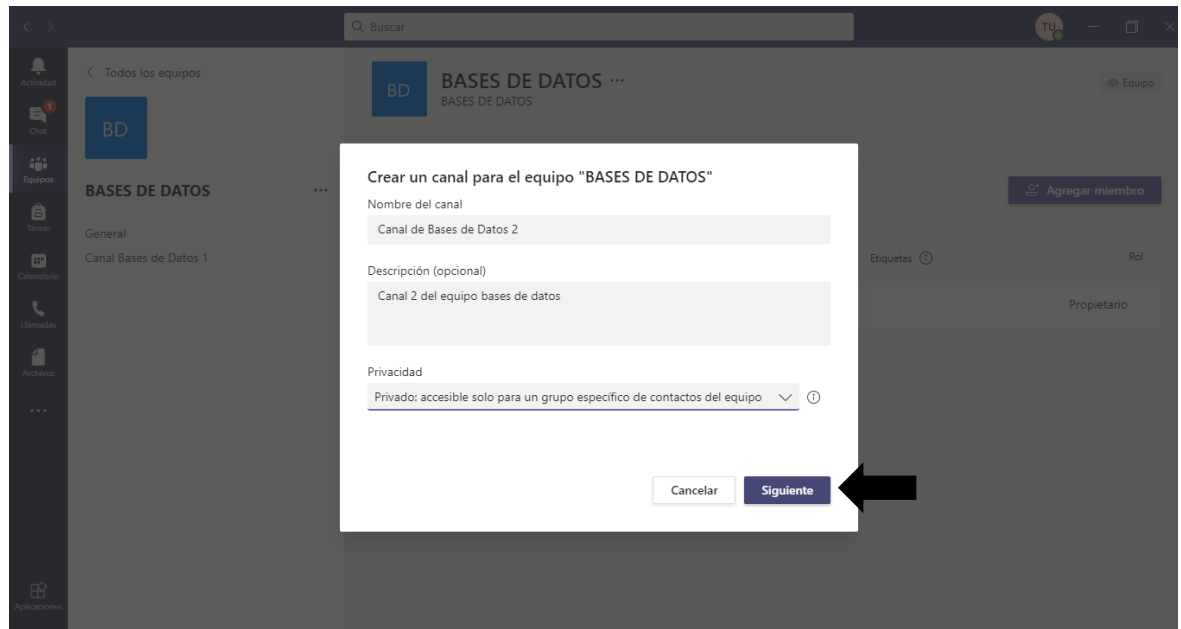 Buscar
TU
Actividad
Chat
1
Equipos
Tareas
Calendario
Llamadas
Archivos
Aplicaciones
Todos los equipos
BD
BASES DE DATOS
General
Canal Bases de Datos 1
BD
BASES DE DATOS ...
BASES DE DATOS
Equipo
Agregar miembro
Etiquetas
Rol
Propietario
Crear un canal para el equipo "BASES DE DATOS"
Nombre del canal
Canal de Bases de Datos 2
Descripción (opcional)
Canal 2 del equipo bases de datos
Privacidad
Privado: accesible solo para un grupo específico de contactos del equipo
Cancelar
Siguiente